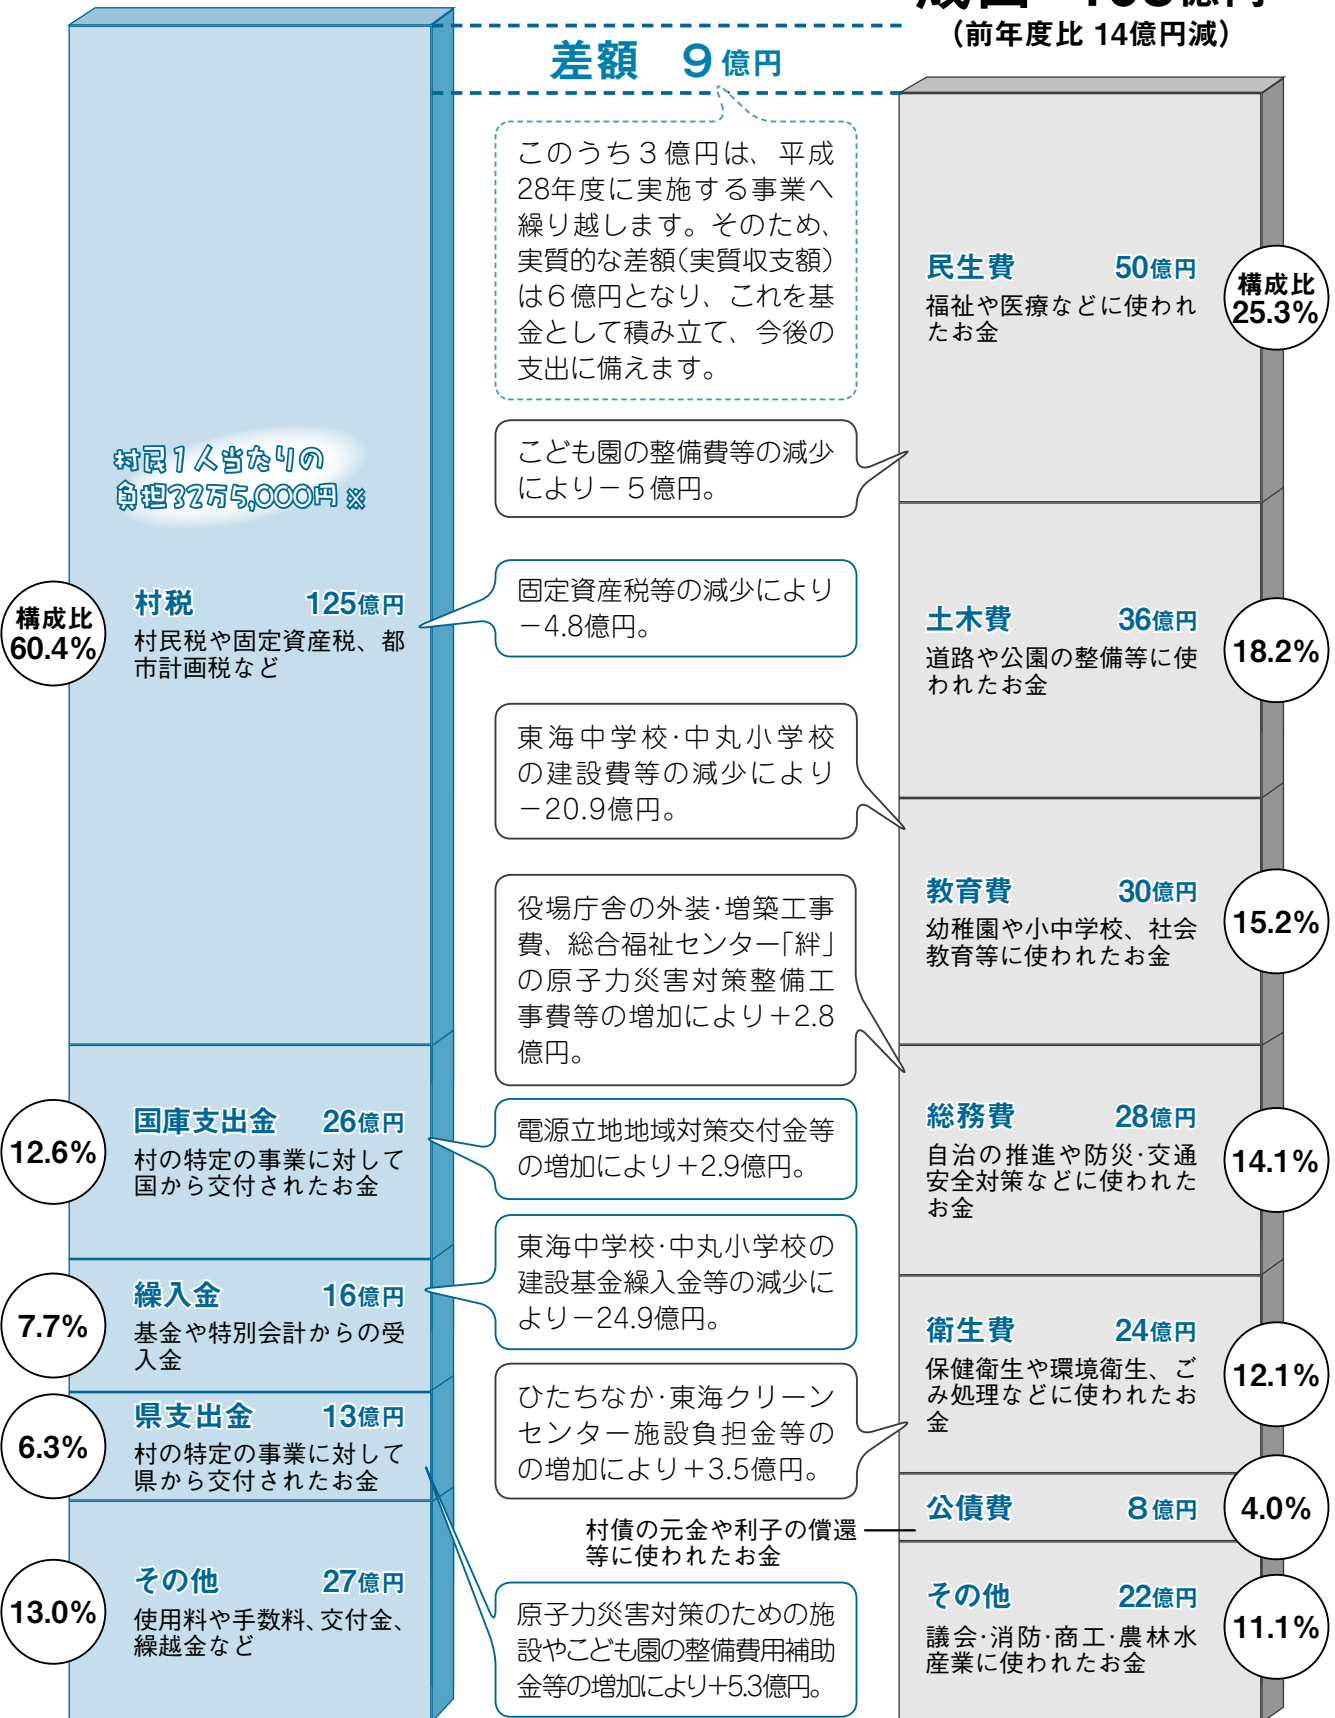 (前年度比 14億円減)
差額 9億円
このうち3億円は、平成
28年度に実施する事業へ
繰り越します。そのため、
実質的な差額(実質収支額)
は6億円となり、これを基
金として積み立て、今後の
支出に備えます。
村民1人当たりの
負担32万5,000円※
構成比
60.4%
村税 125億円
村民税や固定資産税、都
市計画税など
固定資産税等の減少により
−4.8億円。
12.6%
国庫支出金 26億円
村の特定の事業に対して
国から交付されたお金
電源立地地域対策交付金等
の増加により+2.9億円。
7.7%
繰入金 16億円
基金や特別会計からの受
入金
東海中学校・中丸小学校の
建設基金繰入金等の減少に
より−24.9億円。
6.3%
県支出金 13億円
村の特定の事業に対して
県から交付されたお金
原子力災害対策のための施
設やこども園の整備費用補助
金等の増加により+5.3億円。
13.0%
その他 27億円
使用料や手数料、交付金、
繰越金など
民生費 50億円
福祉や医療などに使われ
たお金
構成比
25.3%
こども園の整備費等の減少
により−5億円。
土木費 36億円
道路や公園の整備等に使
われたお金
18.2%
東海中学校・中丸小学校
の建設費等の減少により
−20.9億円。
教育費 30億円
幼稚園や小中学校、社会
教育等に使われたお金
15.2%
役場庁舎の外装・増築工事
費、総合福祉センター「絆」
の原子力災害対策整備工
事費等の増加により+2.8
億円。
総務費 28億円
自治の推進や防災・交通
安全対策などに使われた
お金
14.1%
衛生費 24億円
保健衛生や環境衛生、ご
み処理などに使われたお
金
12.1%
ひたちなか・東海クリーン
センター施設負担金等の
の増加により+3.5億円。
公債費 8億円
4.0%
村債の元金や利子の償還
等に使われたお金
その他 22億円
議会・消防・商工・農林水
産業に使われたお金
11.1%